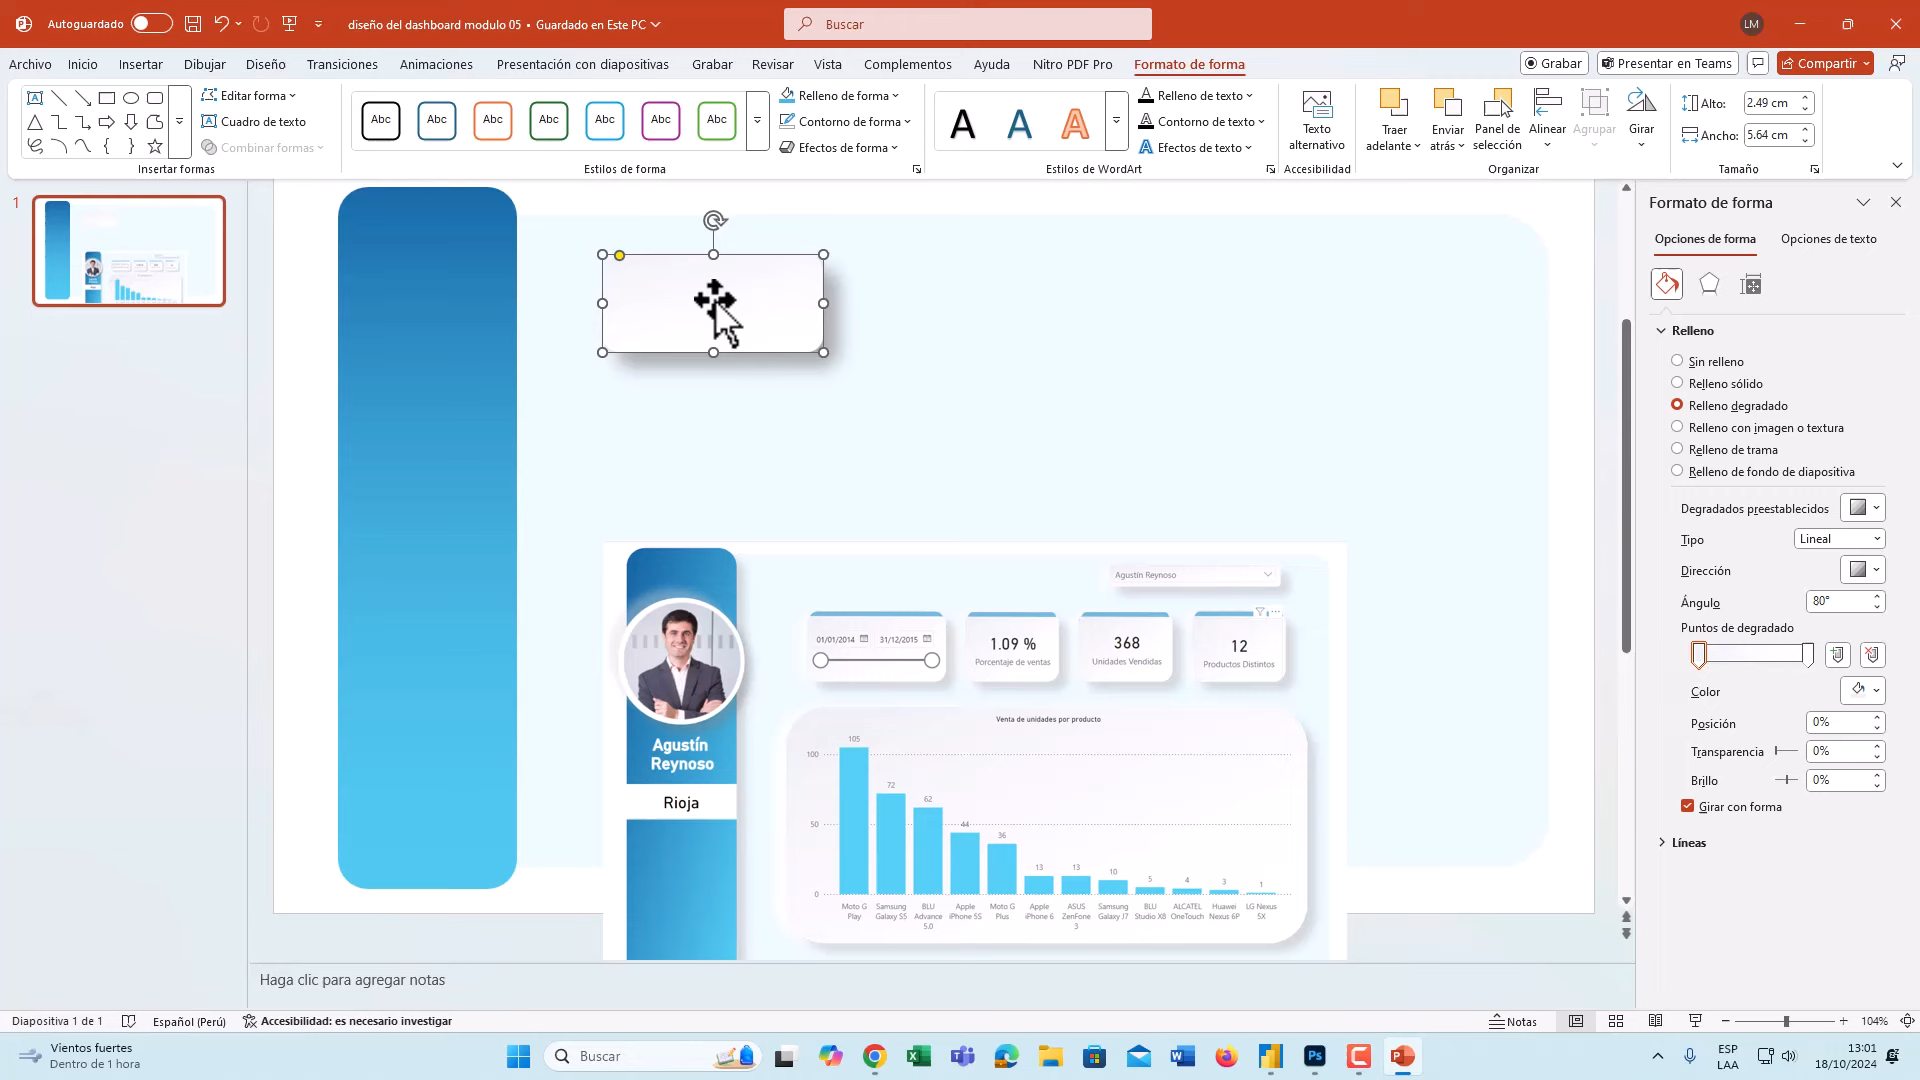 Autoguardado
diseño del dashboard modulo 05 • Guardado en Este PC
Buscar
LM
Archivo Inicio Insertar Dibujar Diseño Transiciones Animaciones Presentación con diapositivas Grabar Revisar Vista Complementos Ayuda Nitro PDF Pro Formato de forma
Grabar Presentar en Teams Compartir
Editar forma
Cuadro de texto
Combinar formas
Insertar formas
Abc Abc Abc Abc Abc Abc Abc
Relleno de forma
Contorno de forma
Efectos de forma
Estilos de forma
A A A
Relleno de texto
Contorno de texto
Efectos de texto
Estilos de WordArt
Texto
alternativo
Accesibilidad
Traer
adelante
Enviar
atrás
Panel de
selección
Alinear
Agrupar
Girar
Organizar
Alto: 2.49 cm
Ancho: 5.64 cm
Tamaño
1
Agustín
Reynoso
Rioja
Agustín Reynoso
01/01/2014 31/12/2015
1.09 %
Porcentaje de ventas
368
Unidades Vendidas
12
Productos Distintos
Venta de unidades por producto
100
50
0
105
72
62
44
36
13
13
10
5
4
3
1
Moto G
Play
Samsung
Galaxy S5
BLU
Advance
5.0
Apple
iPhone 5S
Moto G
Plus
Apple
iPhone 6
ASUS
ZenFone
3
Samsung
Galaxy J7
BLU
Studio X8
ALCATEL
OneTouch
Huawei
Nexus 6P
LG Nexus
5X
Formato de forma
Opciones de forma Opciones de texto
Relleno
Sin relleno
Relleno sólido
Relleno degradado
Relleno con imagen o textura
Relleno de trama
Relleno de fondo de diapositiva
Degradados preestablecidos
Tipo Lineal
Dirección
Ángulo 80°
Puntos de degradado
Color
Posición 0%
Transparencia 0%
Brillo 0%
Girar con forma
Líneas
Haga clic para agregar notas
Diapositiva 1 de 1 Español (Perú) Accesibilidad: es necesario investigar
Notas
104%
Vientos fuertes
Dentro de 1 hora
Buscar
ESP
LAA
13:01
18/10/2024